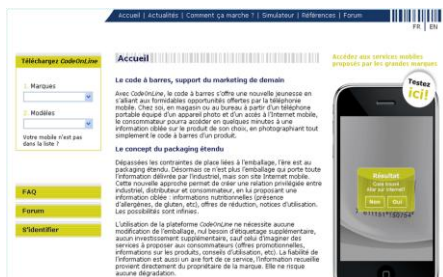 Accueil | Actualités | Comment ça marche ? | Simulateur | Références | Forum
FR | EN
Téléchargez CodeOnLine
1. Marques
2. Modèles
Votre mobile n'est pas
dans la liste ?
FAQ
Forum
S'identifier
Accueil
Le code à barres, support du marketing de demain
Avec CodeOnLine, le code à barres s'offre une nouvelle jeunesse en
s'alliant aux formidables opportunités offertes par la téléphonie
mobile. Chez soi, en magasin ou au bureau à partir d'un téléphone
portable équipé d'un appareil photo et d'un accès à l'Internet mobile,
le consommateur pourra accéder en quelques minutes à une
information ciblée sur le produit de son choix, en photographiant tout
simplement le code à barres d'un produit.
Le concept du packaging étendu
Dépassées les contraintes de place liées à l'emballage, l'ère est au
packaging étendu. Désormais ce n'est plus l'emballage qui porte toute
l'information délivrée par l'industriel, mais son site Internet mobile.
Cette nouvelle approche permet de créer une relation privilégiée entre
industriel, distributeur et consommateur, en lui proposant une
information ciblée : informations nutritionnelles (présence
d'allergènes, de gluten, etc), offres de réduction, notices d'utilisation.
Les possibilités sont infinies.
L'utilisation de la plateforme CodeOnLine ne nécessite aucune
modification de l'emballage, nul besoin d'étiquetage supplémentaire,
aucun investissement supplémentaire, sauf celui d'imaginer des
services à proposer aux consommateurs (offres promotionnelles,
informations sur les produits, conseils d'utilisation, etc). La fiabilité de
l'information est aussi un axe fort de ce service, l'information recueillie
provient directement du propriétaire de la marque. Elle ne risque
aucune dégradation.
Accédez aux services mobiles
proposés par les grandes marques
Testez
ici!
Résultat
Code trouvé
Aller sur Internet?
Non Oui